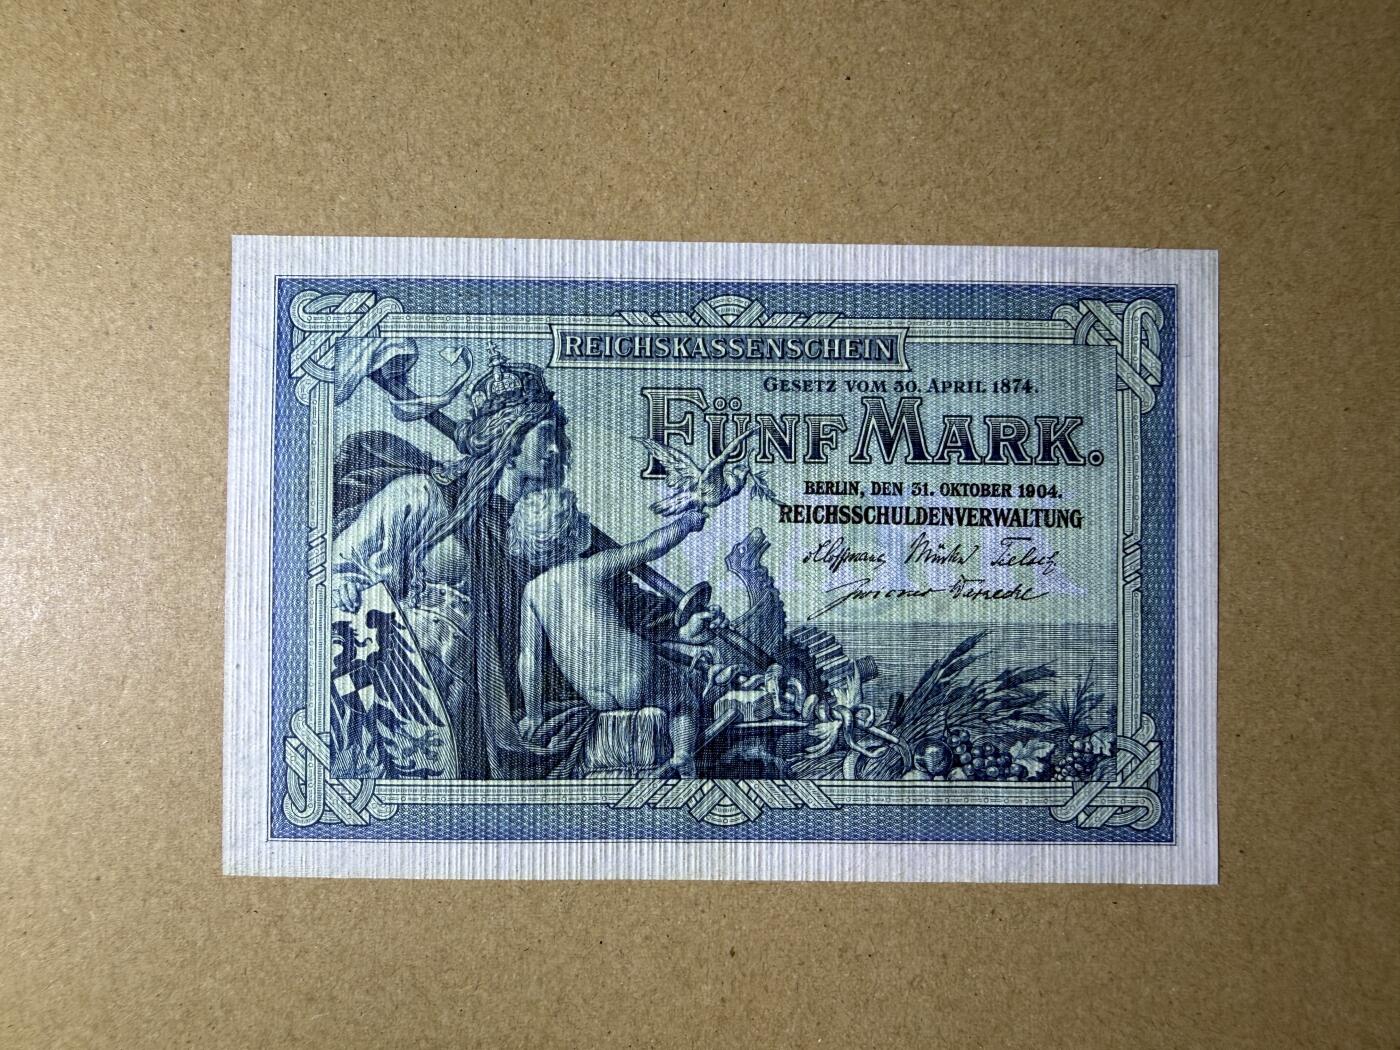 REICHSKASSENSCHEIN
GESETZ VOM 30. APRIL 1874.
FÜNF MARK.
BERLIN, DEN 31. OKTOBER 1904.
REICHSSCHULDENVERWALTUNG